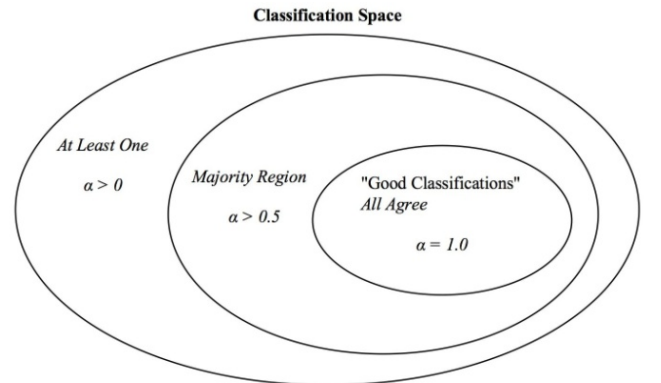 Classification Space
At Least One
α > 0
Majority Region
α > 0.5
"Good Classifications"
All Agree
α = 1.0